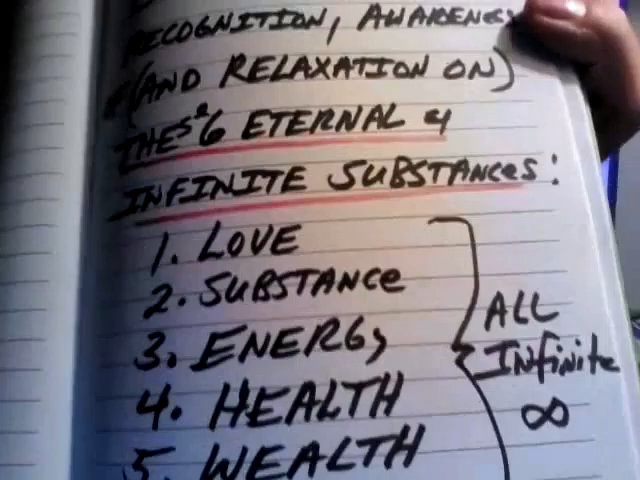 RECOGNITION, AWARENESS
(AND RELAXATION ON)
THESE 6 ETERNAL &
INFINITE SUBSTANCES:
1. LOVE
2. SUBSTANCE
3. ENERGY
4. HEALTH
5. WEALTH
ALL
INFINITE
∞